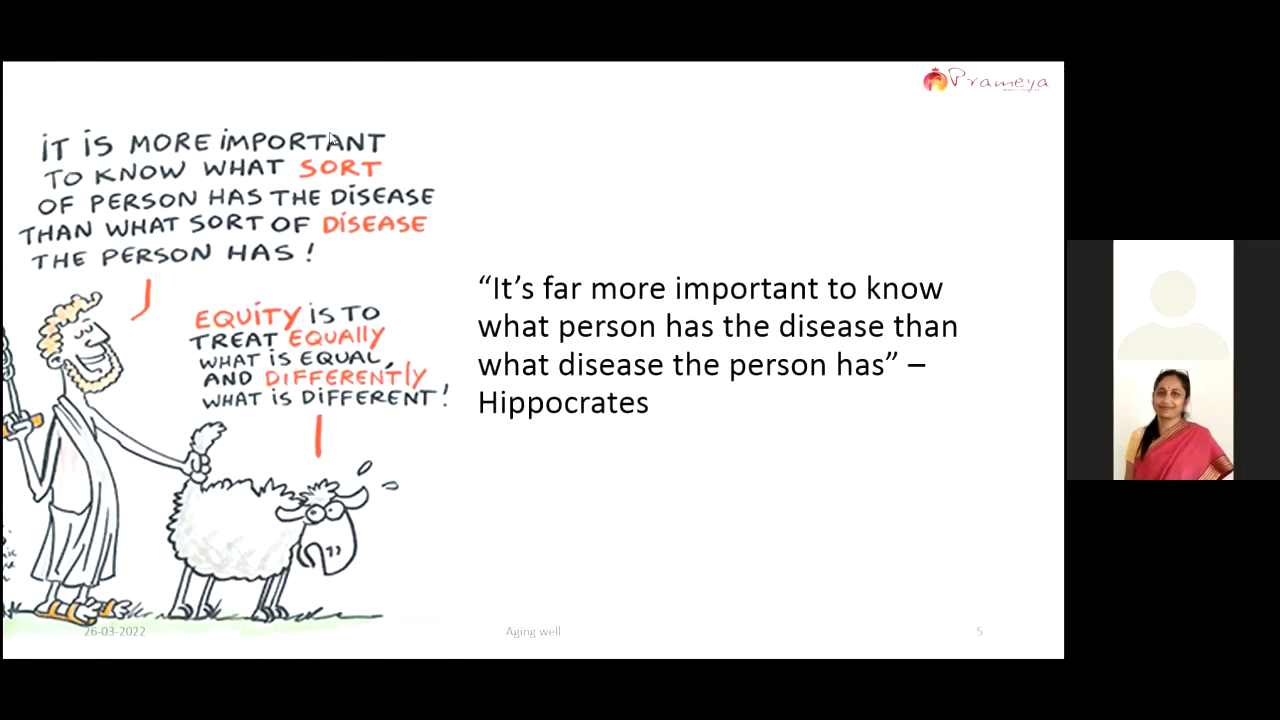 Prameya
iT iS MORE iMPORTANT
TO KNOW WHAT SORT
OF PERSON HAS THE DiSEASE
THAN WHAT SORT OF DiSEASE
THE PERSON HAS!
EQUiTY iS TO
TREAT EQUALLY
WHAT iS EQUAL,
AND DiFFERENTLY
WHAT iS DiFFERENT!
“It’s far more important to know
what person has the disease than
what disease the person has” –
Hippocrates
26-03-2022
Aging well
5